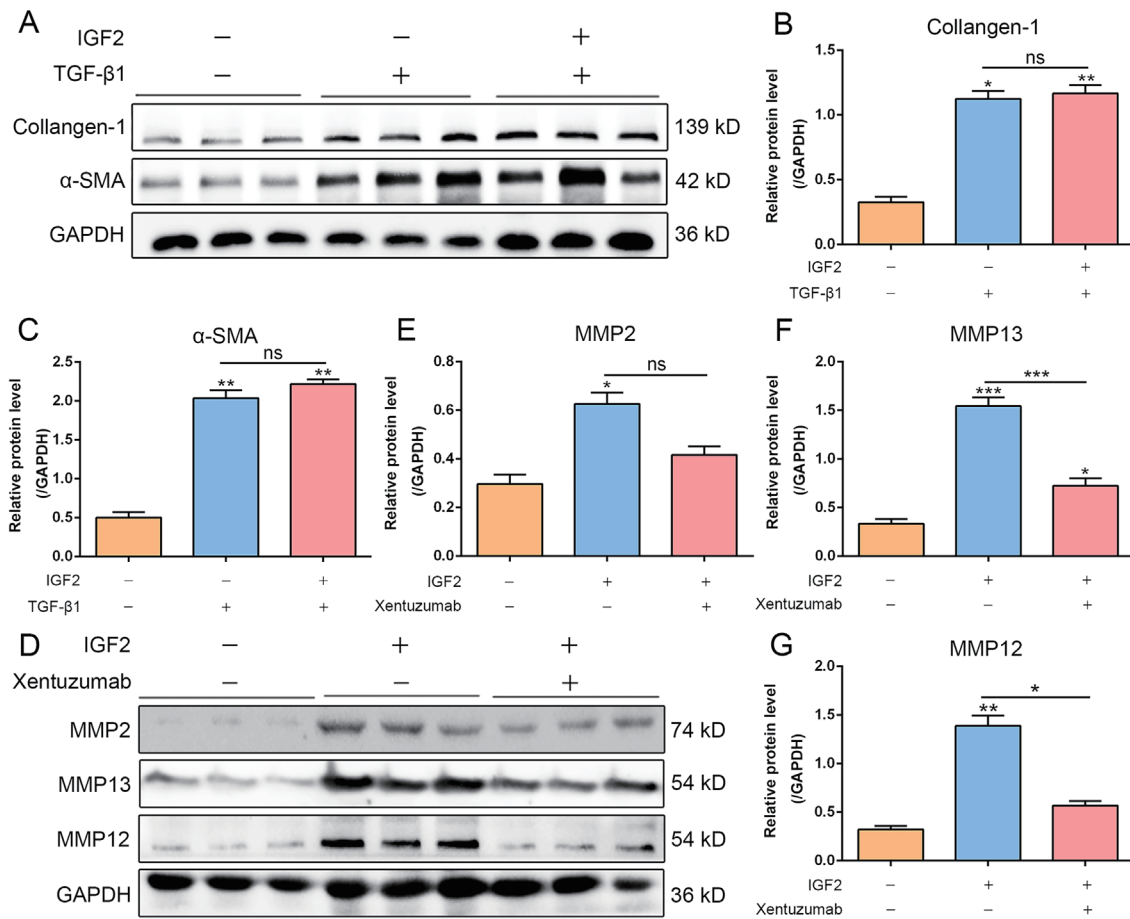 A
IGF2 – – +
TGF-β1 – + +
Collangen-1 139 kD
α-SMA 42 kD
GAPDH 36 kD
B
Collangen-1
Relative protein level
(/GAPDH)
1.5
1.0
0.5
0.0
ns
* **
IGF2 – – +
TGF-β1 – + +
C
α-SMA
Relative protein level
(/GAPDH)
2.5
2.0
1.5
1.0
0.5
0.0
ns
** **
IGF2 – – +
TGF-β1 – + +
E
MMP2
Relative protein level
(/GAPDH)
0.8
0.6
0.4
0.2
0.0
ns
*
IGF2 – + +
Xentuzumab – – +
F
MMP13
Relative protein level
(/GAPDH)
2.0
1.5
1.0
0.5
0.0
***
*** *
IGF2 – + +
Xentuzumab – – +
D
IGF2 – + +
Xentuzumab – – +
MMP2 74 kD
MMP13 54 kD
MMP12 54 kD
GAPDH 36 kD
G
MMP12
Relative protein level
(/GAPDH)
2.0
1.5
1.0
0.5
0.0
*
**
IGF2 – + +
Xentuzumab – – +